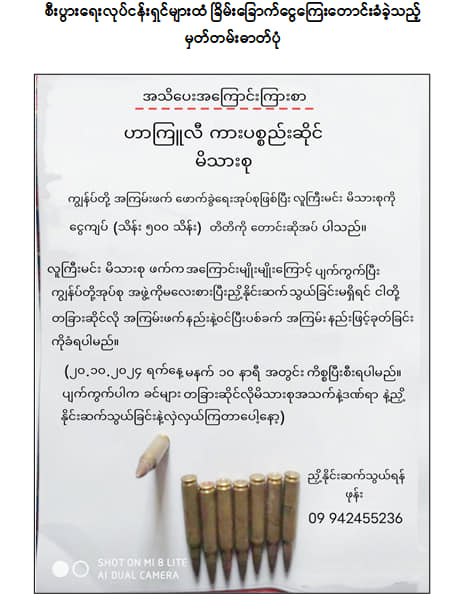 စီးပွားရေးလုပ်ငန်းရှင်များထံ ခြိမ်းခြောက်ငွေကြေးတောင်းခံခဲ့သည့်
မှတ်တမ်းဓာတ်ပုံ
အသိပေးအကြောင်းကြားစာ
ဟာကြူလီ ကားပစ္စည်းဆိုင်
မိသားစု
ကျွန်ပ်တို့ အကြမ်းဖက် ဖောက်ခွဲရေးအုပ်စုဖြစ်ပြီး လူကြီးမင်း မိသားစုကို
ငွေကျပ် (သိန်း ၅၀၀ သိန်း) တိတိကို တောင်းဆိုအပ် ပါသည်။
လူကြီးမင်း မိသားစု ဖက်က အကြောင်းမျိုးမျိုးကြောင့် ပျက်ကွက်ပြီး
ကျွန်ပ်တို့အုပ်စု အဖွဲ့ကိုမလေးစားပြီးညှိနိုင်းဆက်သွယ်ခြင်းမရှိရင် ငါတို့
တခြားဆိုင်လို အကြမ်းဖက်နည်းနဲ့ဝင်ပြီးပစ်ခတ် အကြမ်းနည်းဖြင့်ခုတ်ခြင်း
ကိုခံရပါမည်။
(၂၀.၁၀.၂၀၂၄ ရက်နေ့ မနက် ၁၀ နာရီ အတွင်း ကိစ္စပြီးစီးရပါမည်။
ပျက်ကွက်ပါက ခင်များ တခြားဆိုင်လိုမိသားစုအသက်နဲ့ဒဏ်ရာ နဲ့ညှိ
နိုင်းဆက်သွယ်ခြင်းနဲ့လှဲလှယ်ကြတာပေါ့နော့)
ညှိနိုင်းဆက်သွယ်ရန်
ဖုန်း
09 942455236
SHOT ON MI 8 LITE
AI DUAL CAMERA